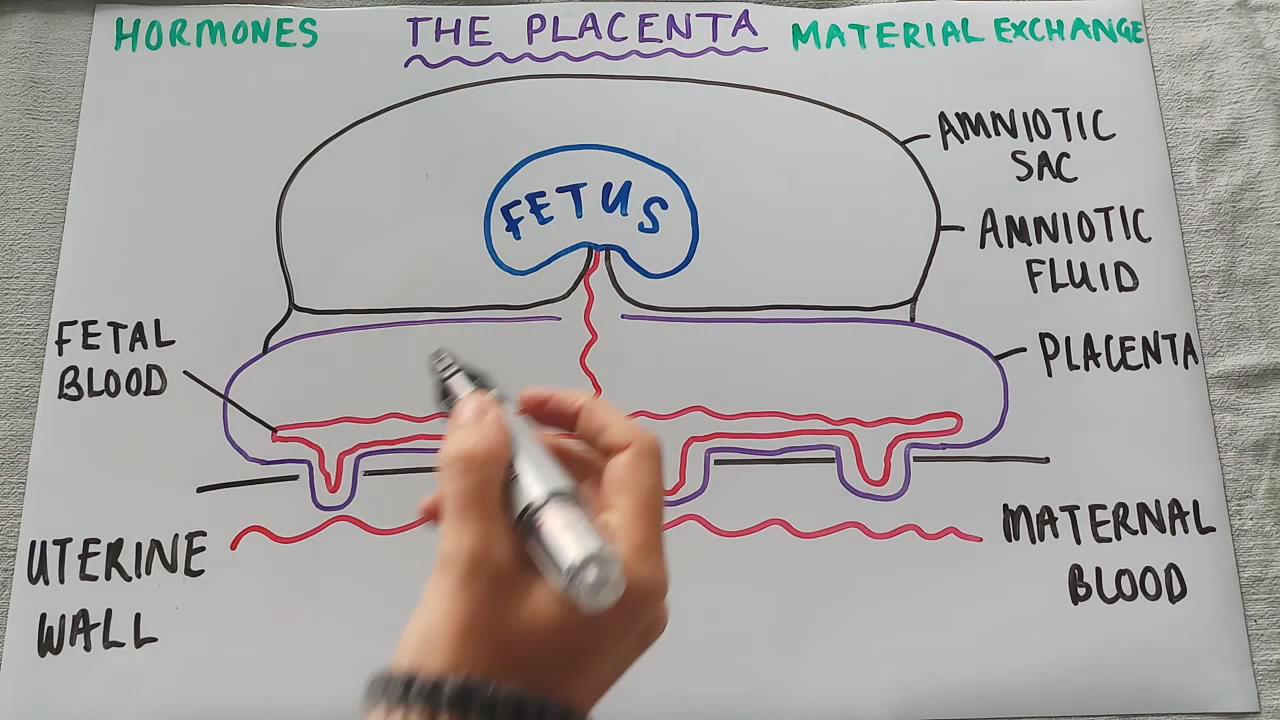 HORMONES
THE PLACENTA
MATERIAL EXCHANGE
FETUS
AMNIOTIC
SAC
AMNIOTIC
FLUID
FETAL
BLOOD
PLACENTA
UTERINE
WALL
MATERNAL
BLOOD